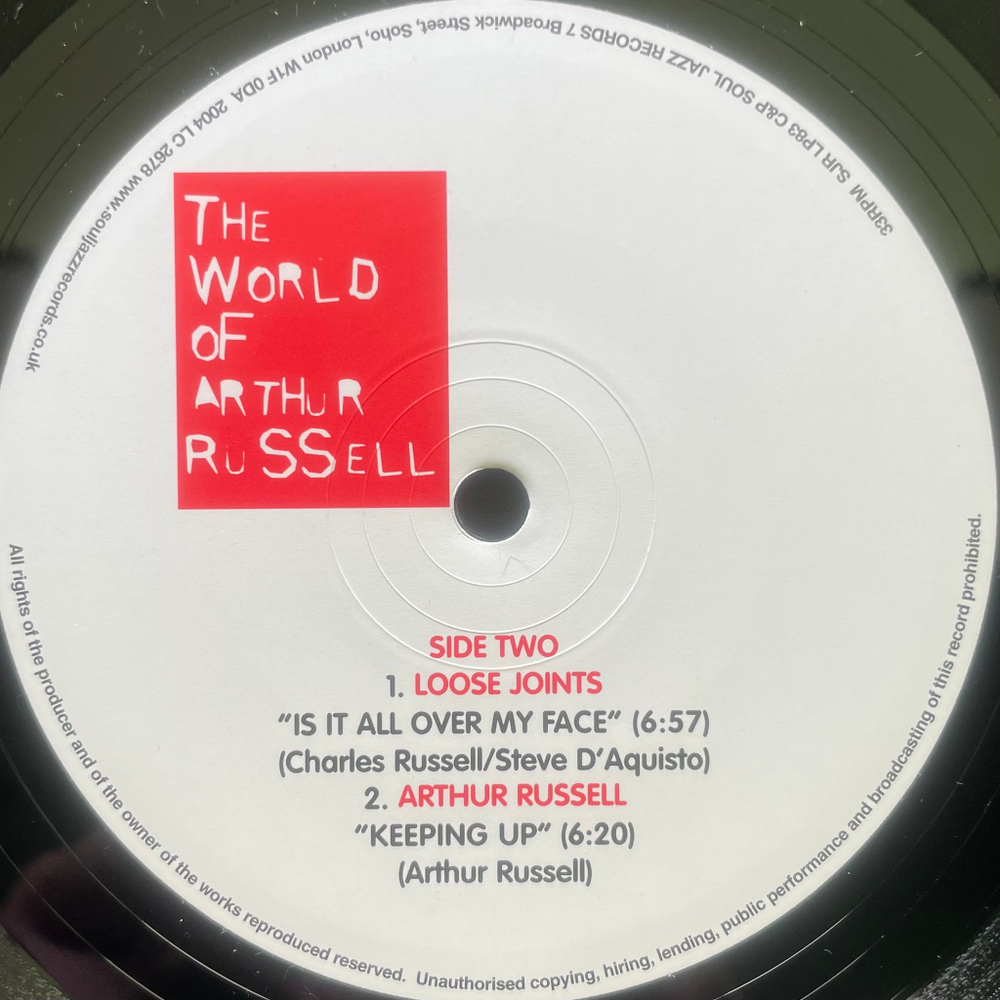 THE
WORLD
OF
ARTHUR
RUSSELL
SIDE TWO
1. LOOSE JOINTS
"IS IT ALL OVER MY FACE" (6:57)
(Charles Russell/Steve D'Aquisto)
2. ARTHUR RUSSELL
"KEEPING UP" (6:20)
(Arthur Russell)
All rights of the producer and of the owner of the works reproduced reserved. Unauthorised copying, hiring, lending, public performance and broadcasting of this record prohibited.
33RPM SJR LP83 C&P SOUL JAZZ RECORDS 7 Broadwick Street, Soho, London W1F 0DA 2004 LC 2678 www.souljazzrecords.co.uk